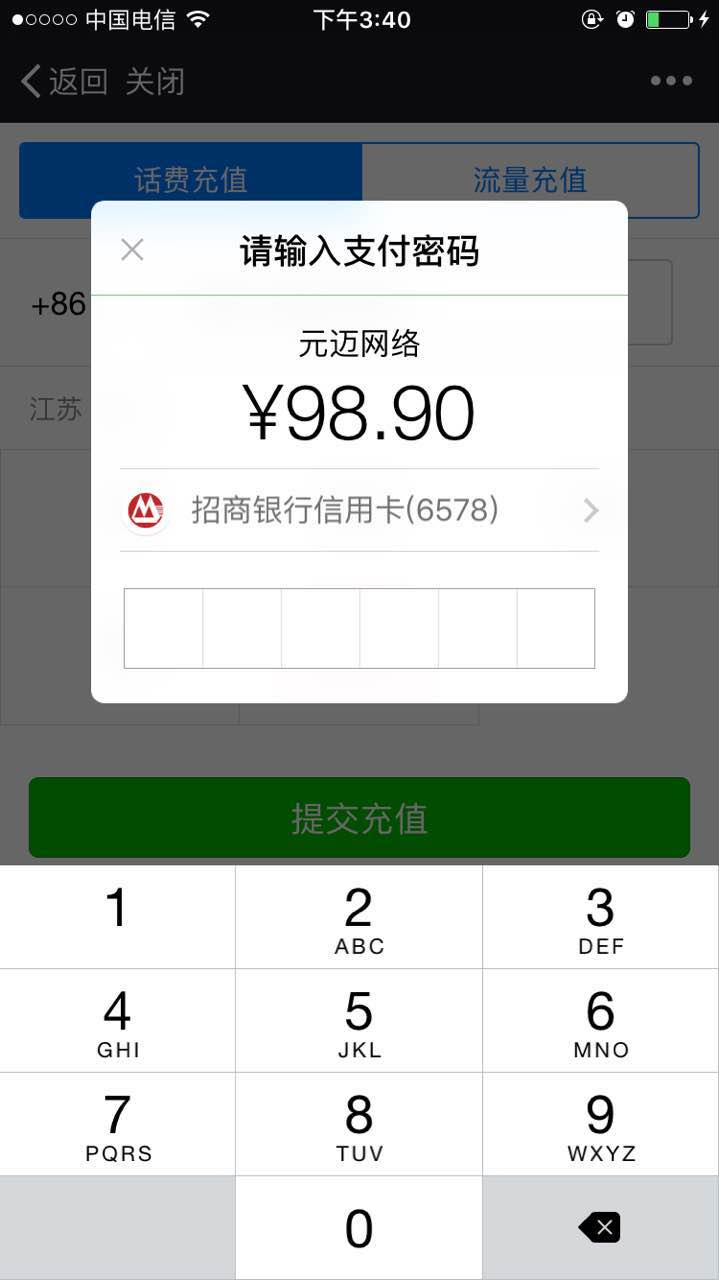 中国电信 下午3:40
返回 关闭
话费充值 流量充值
请输入支付密码
+86
元迈网络
¥98.90
江苏
招商银行信用卡(6578)
提交充值
1 2 3
ABC DEF
4 5 6
GHI JKL MNO
7 8 9
PQRS TUV WXYZ
0